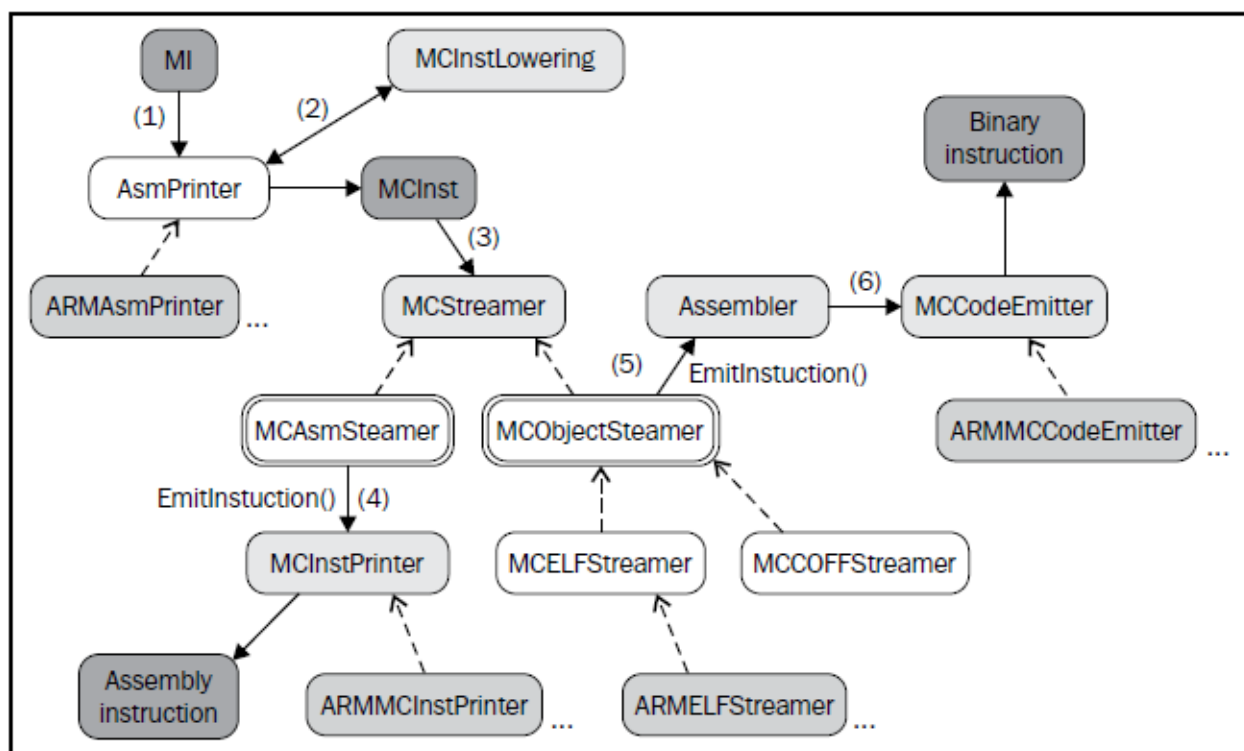 MI
MCInstLowering
(1)
(2)
Binary
instruction
AsmPrinter
MCInst
(3)
ARMAsmPrinter
...
MCStreamer
Assembler
(6)
MCCodeEmitter
(5)
EmitInstuction()
MCAsmSteamer
MCObjectSteamer
ARMMCCodeEmitter
...
EmitInstuction()
(4)
MCInstPrinter
MCELFStreamer
MCCOFFStreamer
Assembly
instruction
ARMMCInstPrinter
...
ARMELFStreamer
...